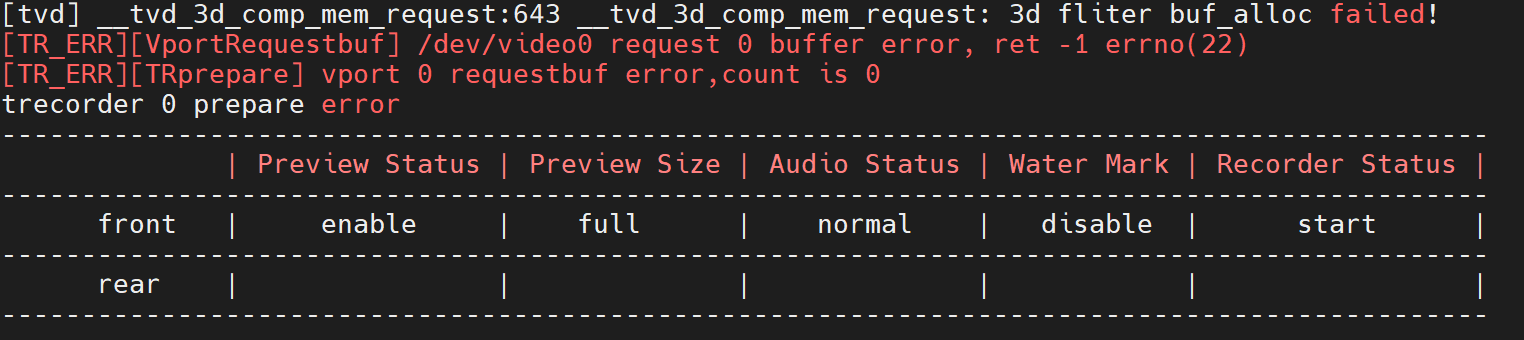 [tvd] __tvd_3d_comp_mem_request:643 __tvd_3d_comp_mem_request: 3d fliter buf_alloc failed!
[TR_ERR][VportRequestbuf] /dev/video0 request 0 buffer error, ret -1 errno(22)
[TR_ERR][TRprepare] vport 0 requestbuf error,count is 0
trecorder 0 prepare error
---------------------------------------------------------------------------------------------
              | Preview Status | Preview Size | Audio Status | Water Mark | Recorder Status |
---------------------------------------------------------------------------------------------
      front   |     enable     |    full      |    normal    |   disable  |      start      |
---------------------------------------------------------------------------------------------
      rear    |                |              |              |            |                 |
---------------------------------------------------------------------------------------------